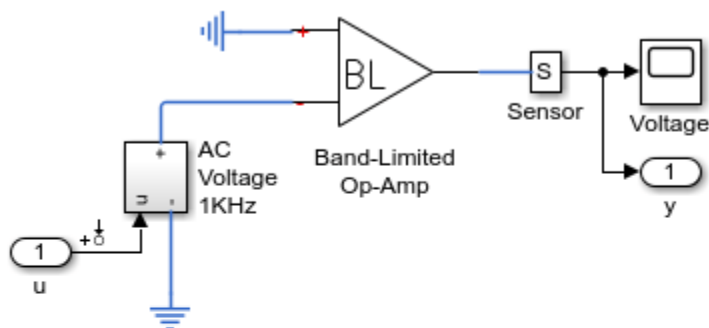 +
-
BL
S
Sensor
Voltage
Band-Limited
Op-Amp
+
u
-
AC
Voltage
1KHz
+
1
u
1
y